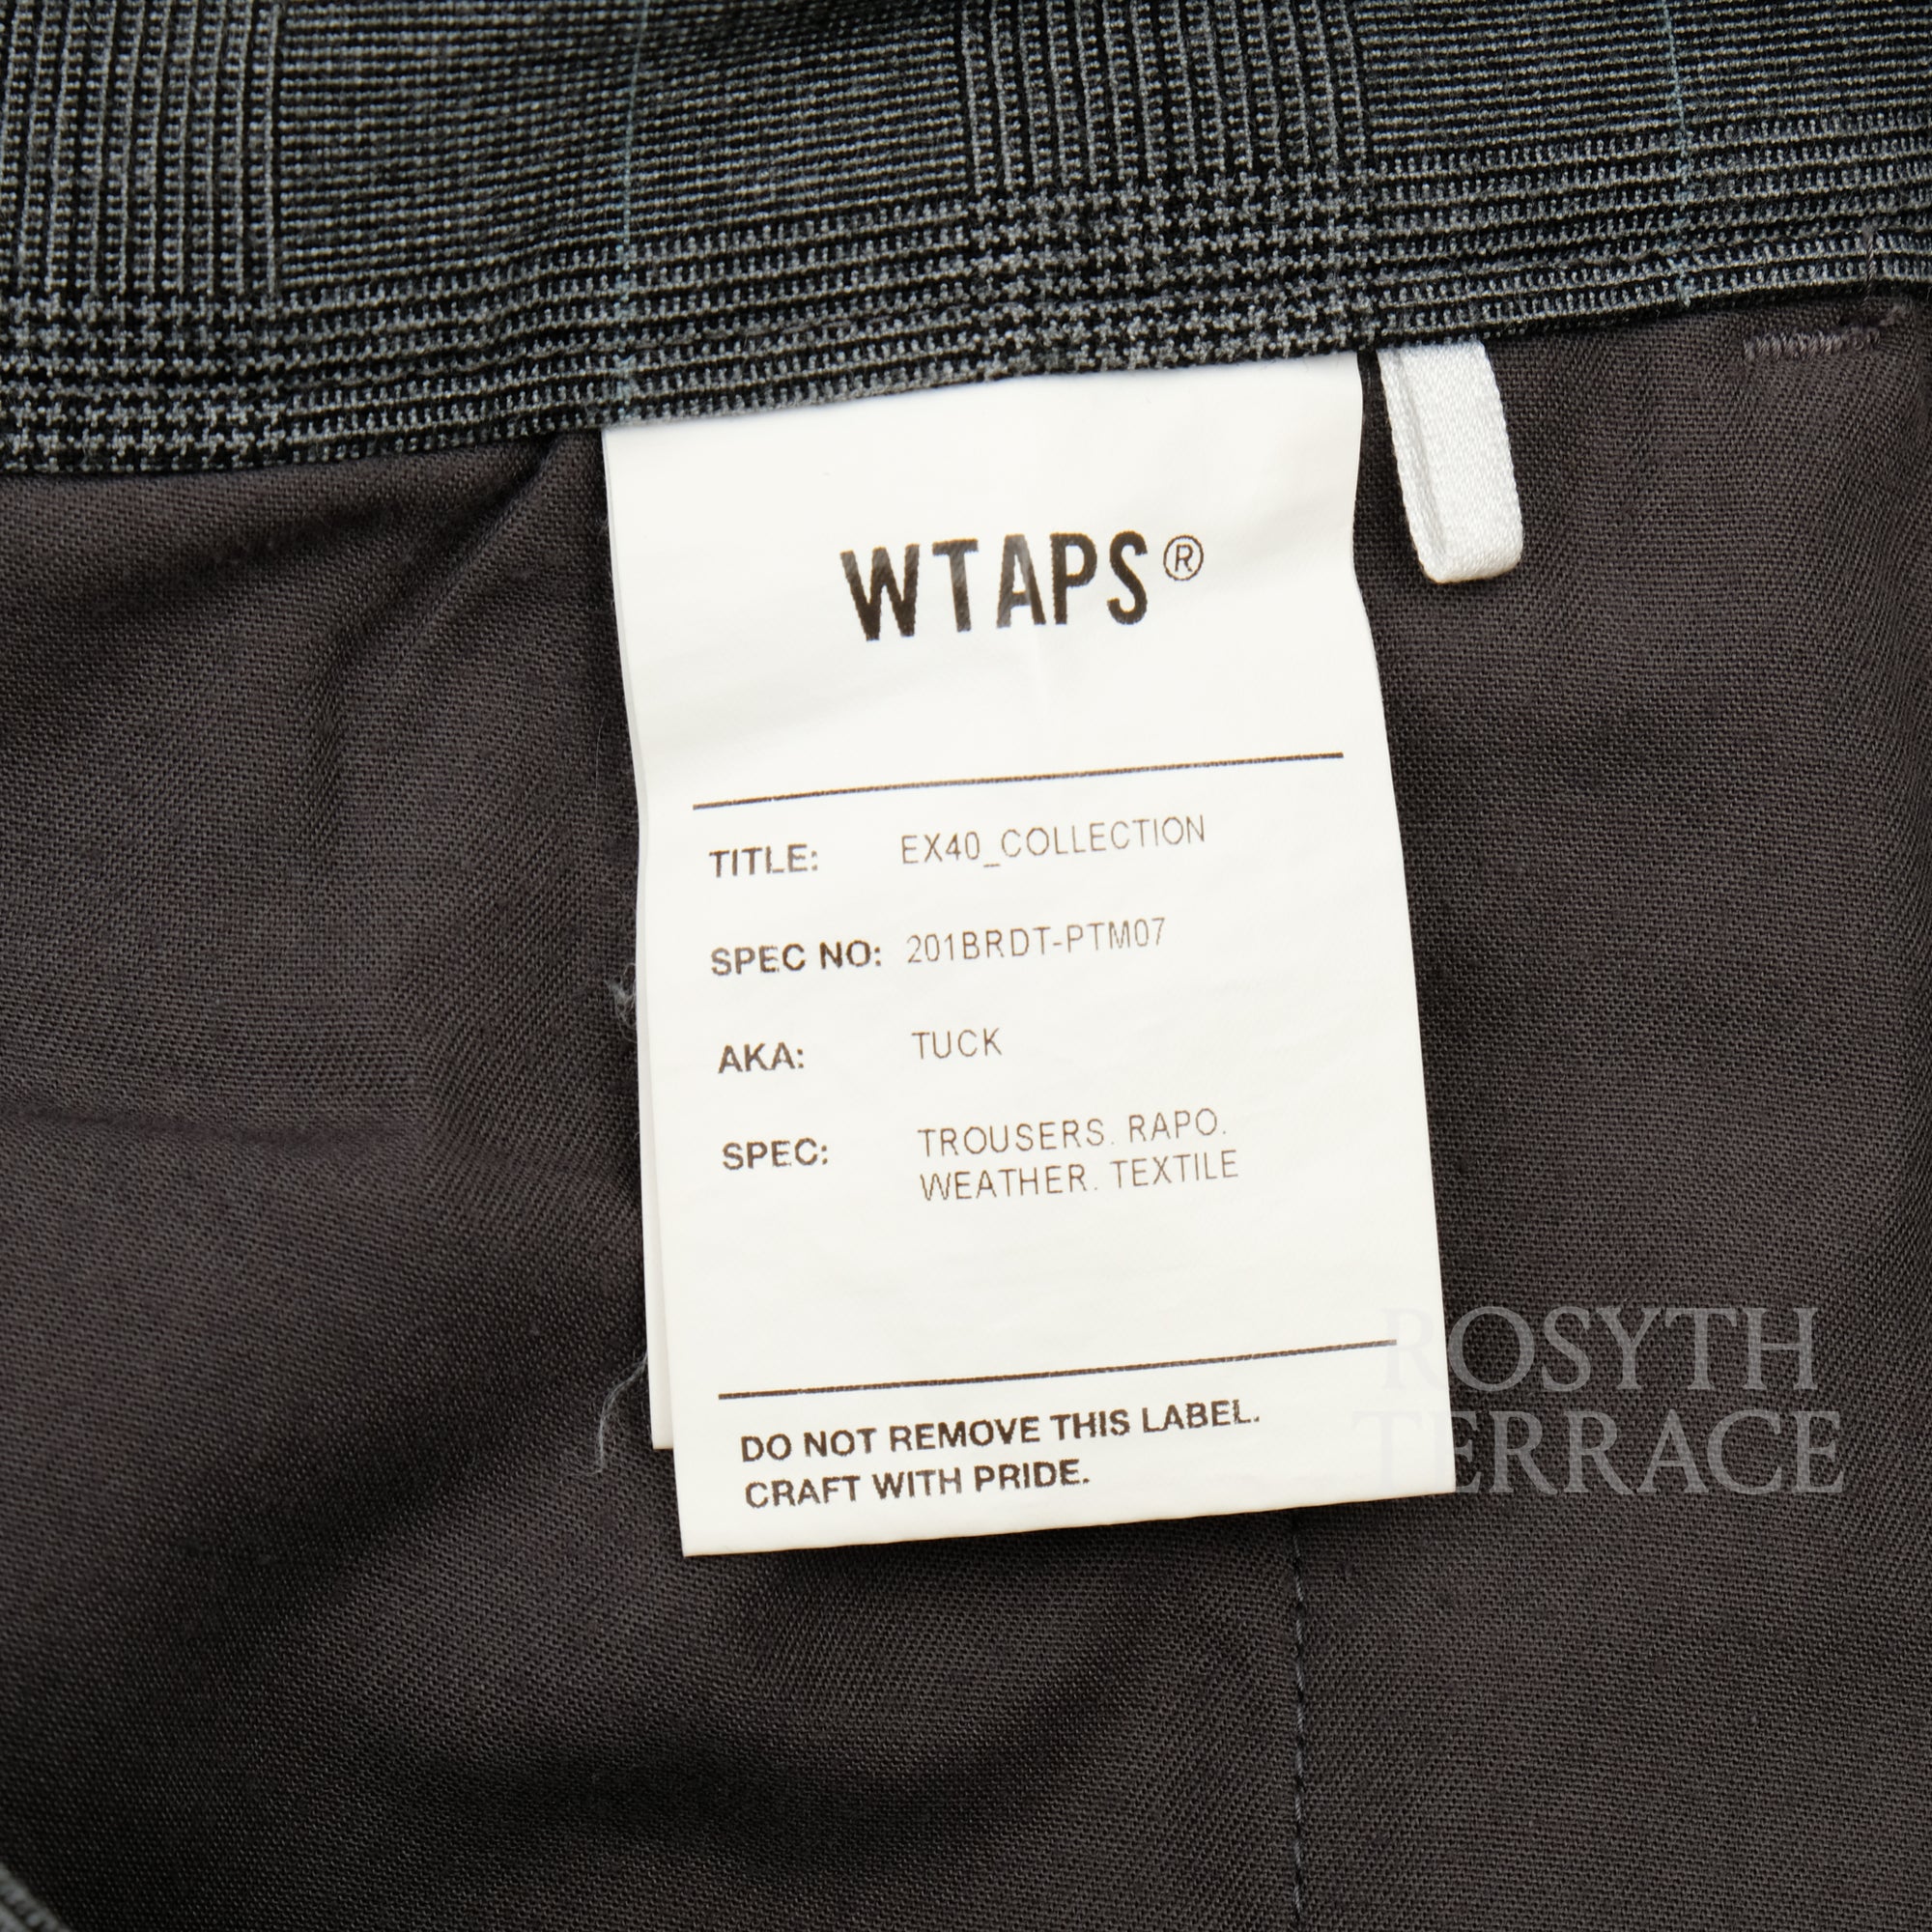 WTAPS®
TITLE: EX40_COLLECTION
SPEC NO: 201BRDT-PTM07
AKA: TUCK
SPEC: TROUSERS. RAPO.
WEATHER. TEXTILE
DO NOT REMOVE THIS LABEL.
CRAFT WITH PRIDE.
ROSYTH
TERRACE